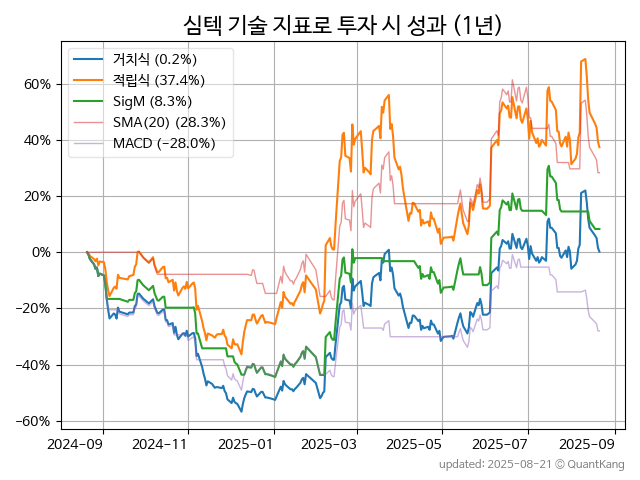 심텍 기술 지표로 투자 시 성과 (1년)
거치식 (0.2%)
적립식 (37.4%)
SigM (8.3%)
SMA(20) (28.3%)
MACD (−28.0%)
60%
40%
20%
0%
−20%
−40%
−60%
2024-09 2024-11 2025-01 2025-03 2025-05 2025-07 2025-09
updated: 2025-08-21 © QuantKang